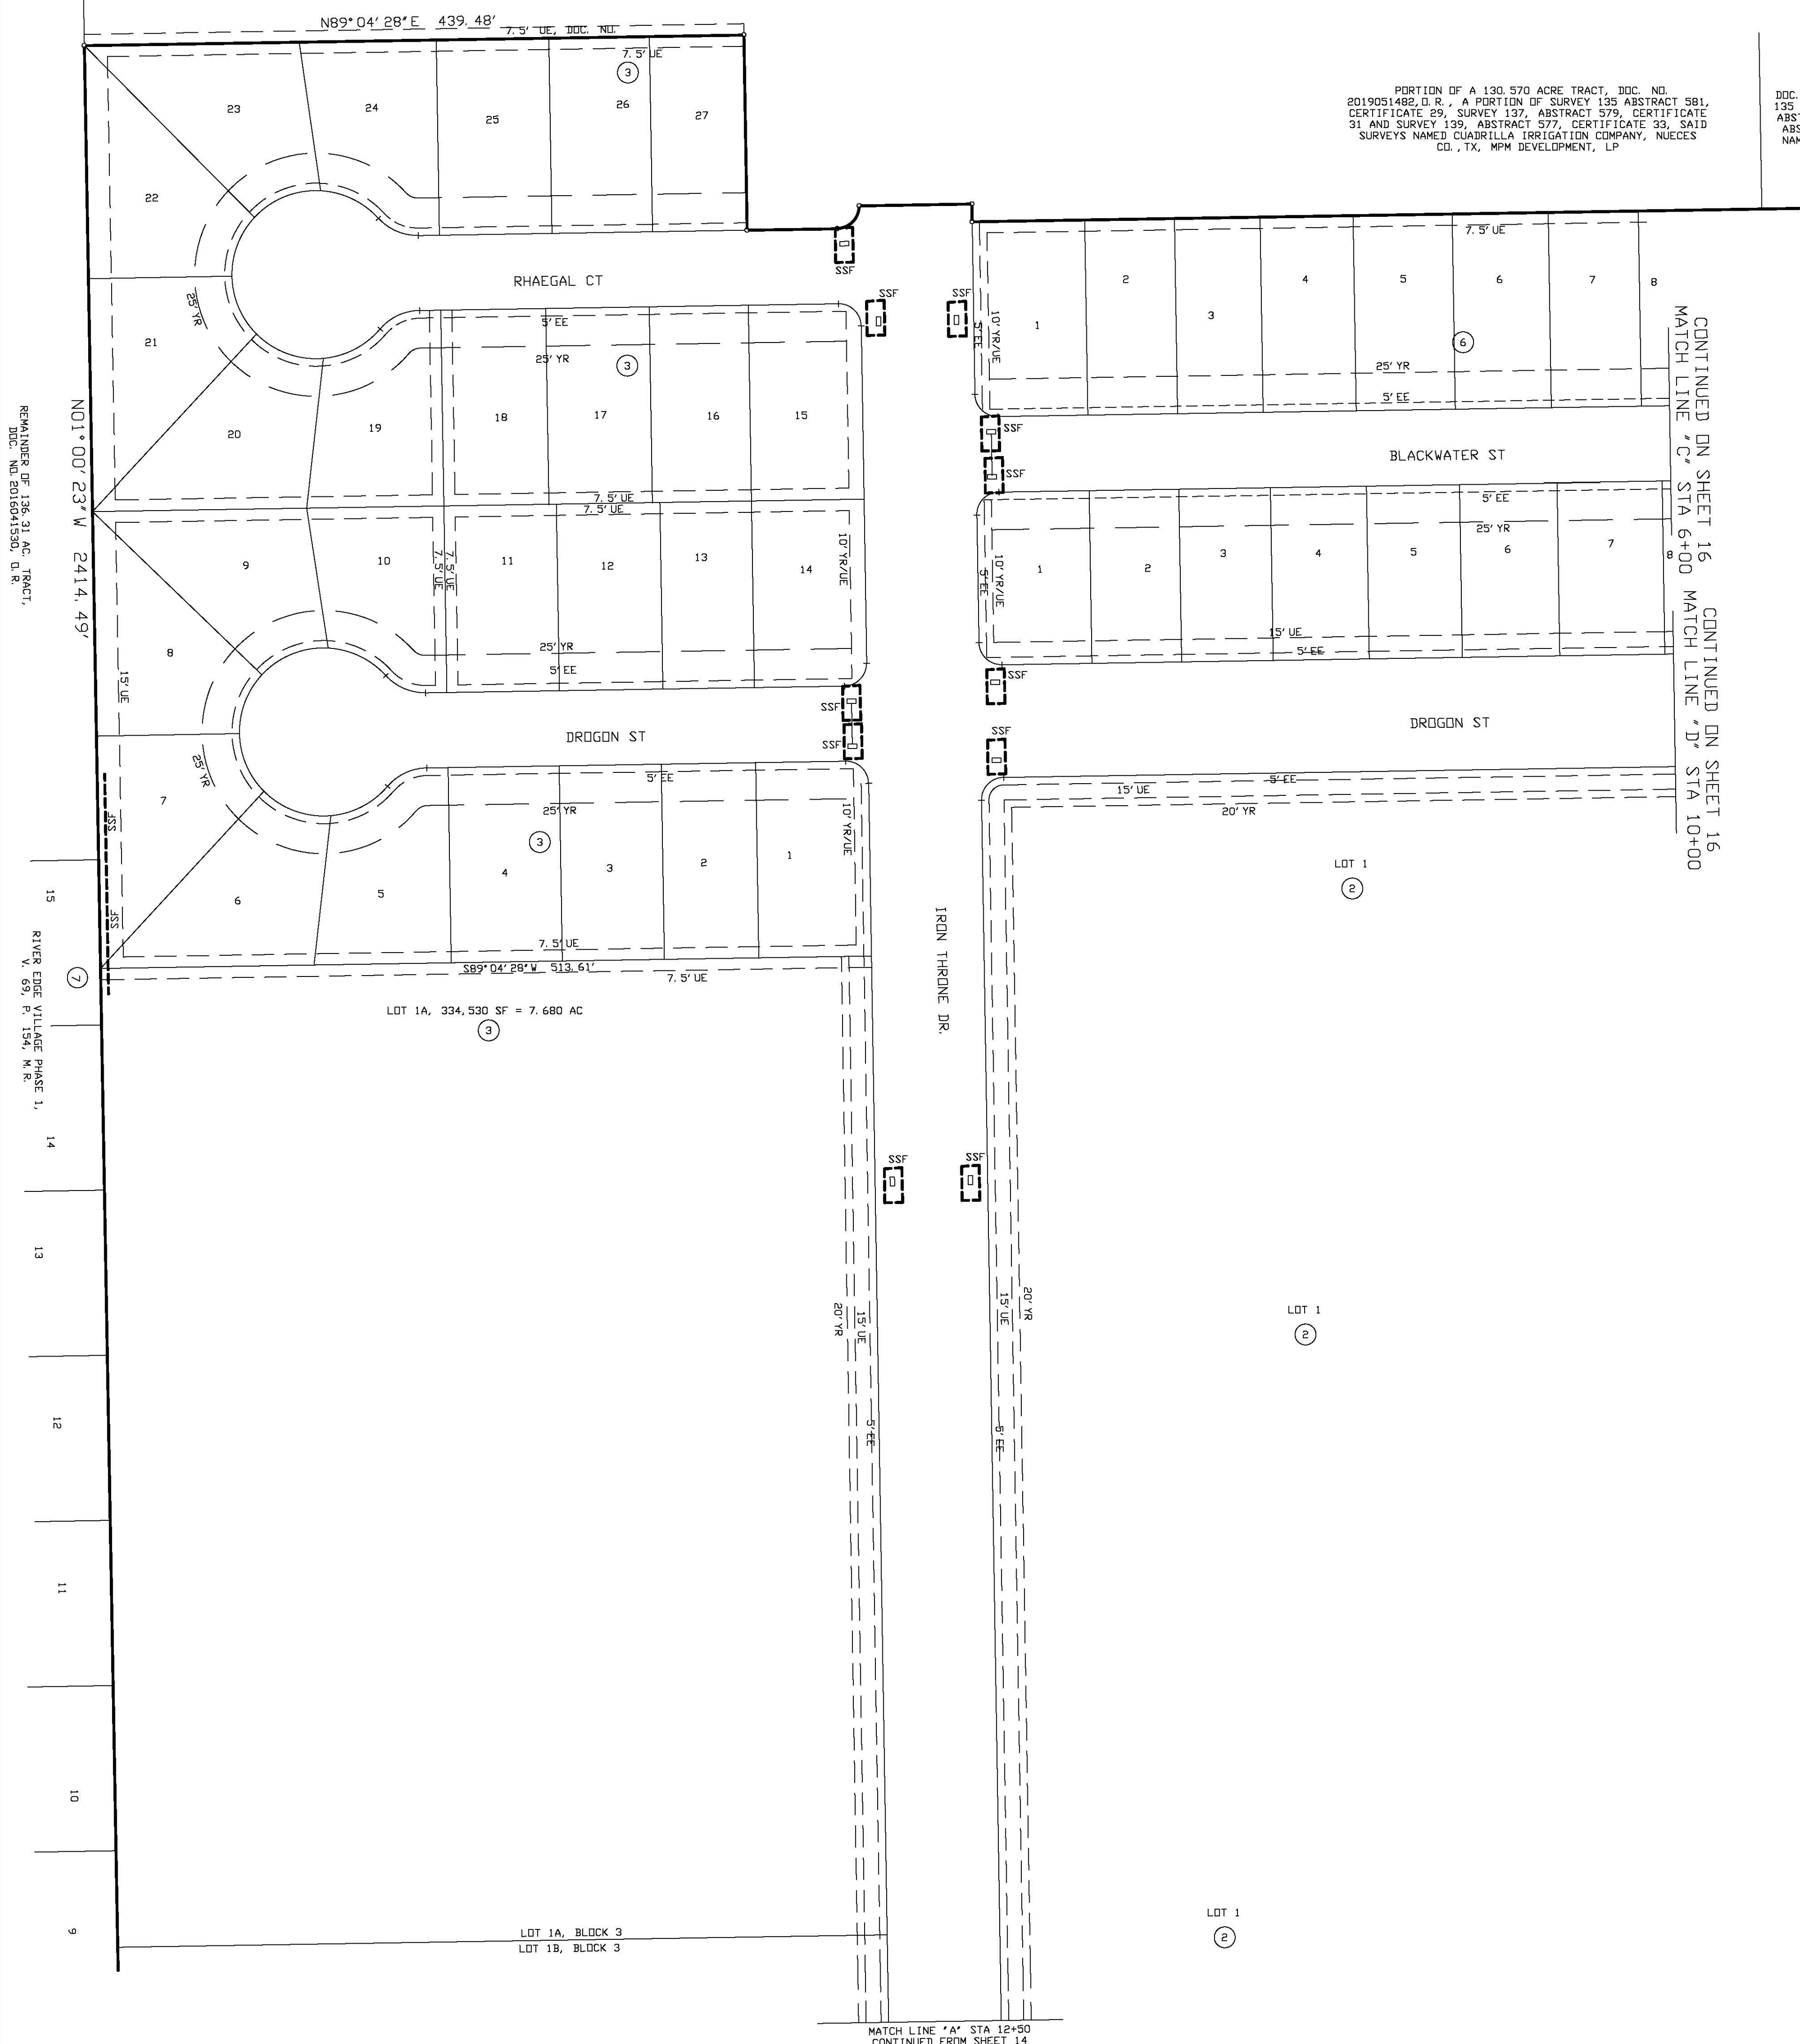 N89°04'28"E 439.48'
7.5' UE, DOC. NO.
7.5' UE
3
23
24
25
26
27
PORTION OF A 130.570 ACRE TRACT, DOC. NO.
2019051482,O.R., A PORTION OF SURVEY 135 ABSTRACT 581,
CERTIFICATE 29, SURVEY 137, ABSTRACT 579, CERTIFICATE
31 AND SURVEY 139, ABSTRACT 577, CERTIFICATE 33, SAID
SURVEYS NAMED CUADRILLA IRRIGATION COMPANY, NUECES
CO.,TX, MPM DEVELOPMENT, LP
DOC.
135
22
RHAEGAL CT
SSF
SSF
SSF
7.5' UE
1
2
3
4
5
6
7
8
6
10' YR/UE
5' EE
25' YR
5' EE
25' YR
21
5' EE
25' YR
3
20
19
18
17
16
15
SSF
SSF
BLACKWATER ST
CONTINUED ON SHEET 16
MATCH LINE "C" STA 6+00
N01°00'23"W 2414.49'
REMAINDER OF 136.31 AC. TRACT,
DOC. NO. 2016041530, O.R.
7.5' UE
7.5' UE
5' EE
25' YR
9
10
11
12
13
14
7.5' UE
7.5' UE
10' YR/UE
5' EE
10' YR/UE
1
2
3
4
5
6
7
8
15' UE
5' EE
8
15' UE
25' YR
5' EE
SSF
SSF
SSF
SSF
DROGON ST
DROGON ST
CONTINUED ON SHEET 16
MATCH LINE "D" STA 10+00
25' YR
7
5' EE
25' YR
3
10' YR/UE
5' EE
15' UE
20' YR
SSF
SSF
6
5
4
3
2
1
LOT 1
2
15
7
RIVER EDGE VILLAGE PHASE 1,
V. 69, P. 154, M.R.
7.5' UE
S89°04'28"W 513.61'
7.5' UE
IRON THRONE DR.
LOT 1A, 334,530 SF = 7.680 AC
3
14
SSF
SSF
13
20' YR
15' UE
15' UE
20' YR
LOT 1
2
12
5' EE
5' EE
11
10
9
LOT 1A, BLOCK 3
LOT 1B, BLOCK 3
LOT 1
2
MATCH LINE "A" STA 12+50
CONTINUED FROM SHEET 14